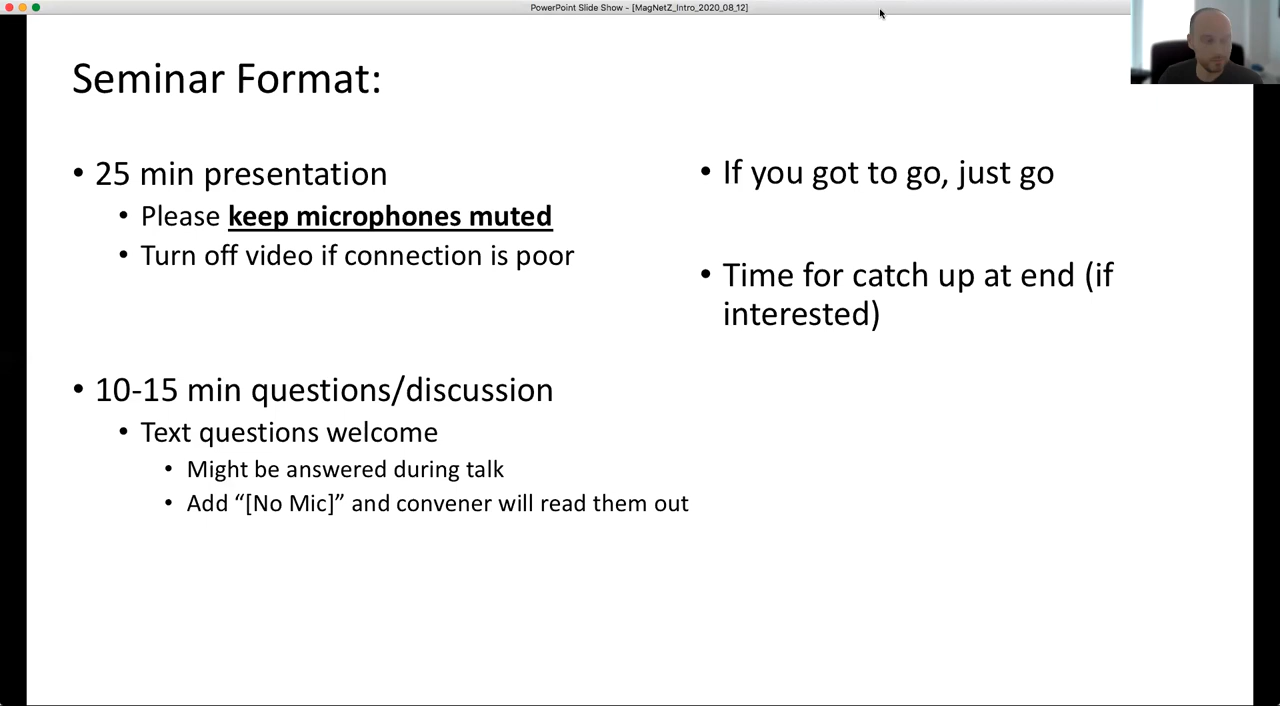 PowerPoint Slide Show - [MagNetZ_Intro_2020_08_12]
Seminar Format:
• 25 min presentation
• Please keep microphones muted
• Turn off video if connection is poor
• 10-15 min questions/discussion
• Text questions welcome
• Might be answered during talk
• Add “[No Mic]” and convener will read them out
• If you got to go, just go
• Time for catch up at end (if
interested)